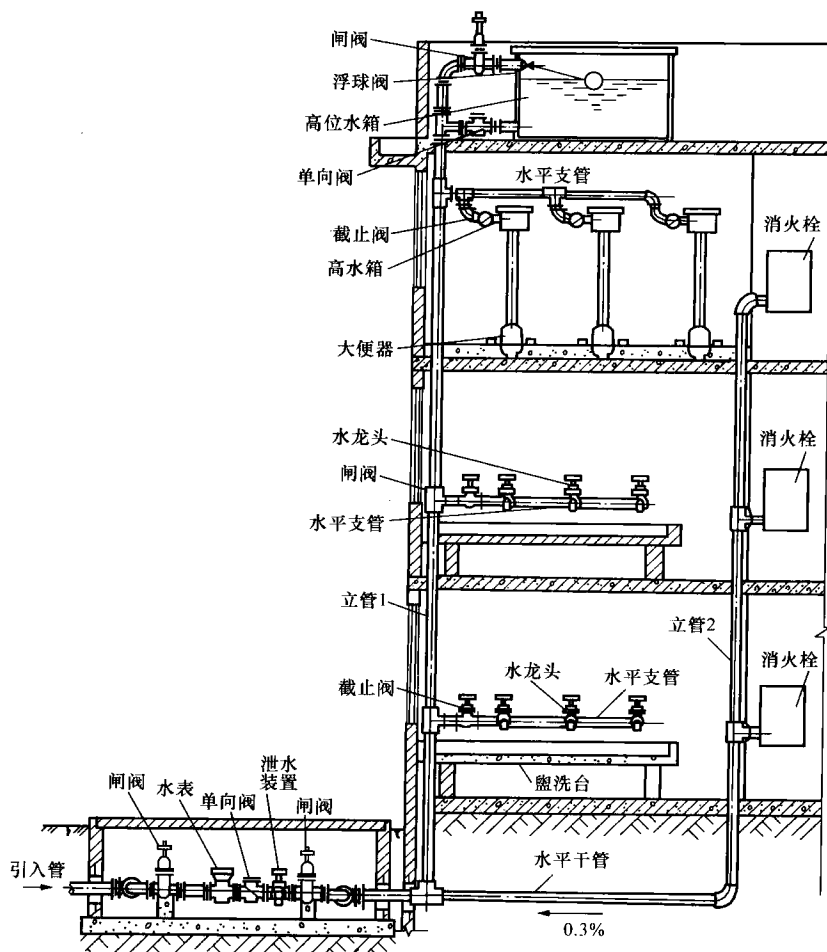 闸阀
浮球阀
高位水箱
单向阀
水平支管
消火栓
截止阀
高水箱
大便器
水龙头
消火栓
闸阀
水平支管
立管1
立管2
水龙头
水平支管
消火栓
截止阀
盥洗台
闸阀
水表
单向阀
泄水
装置
闸阀
引入管
水平干管
0.3%